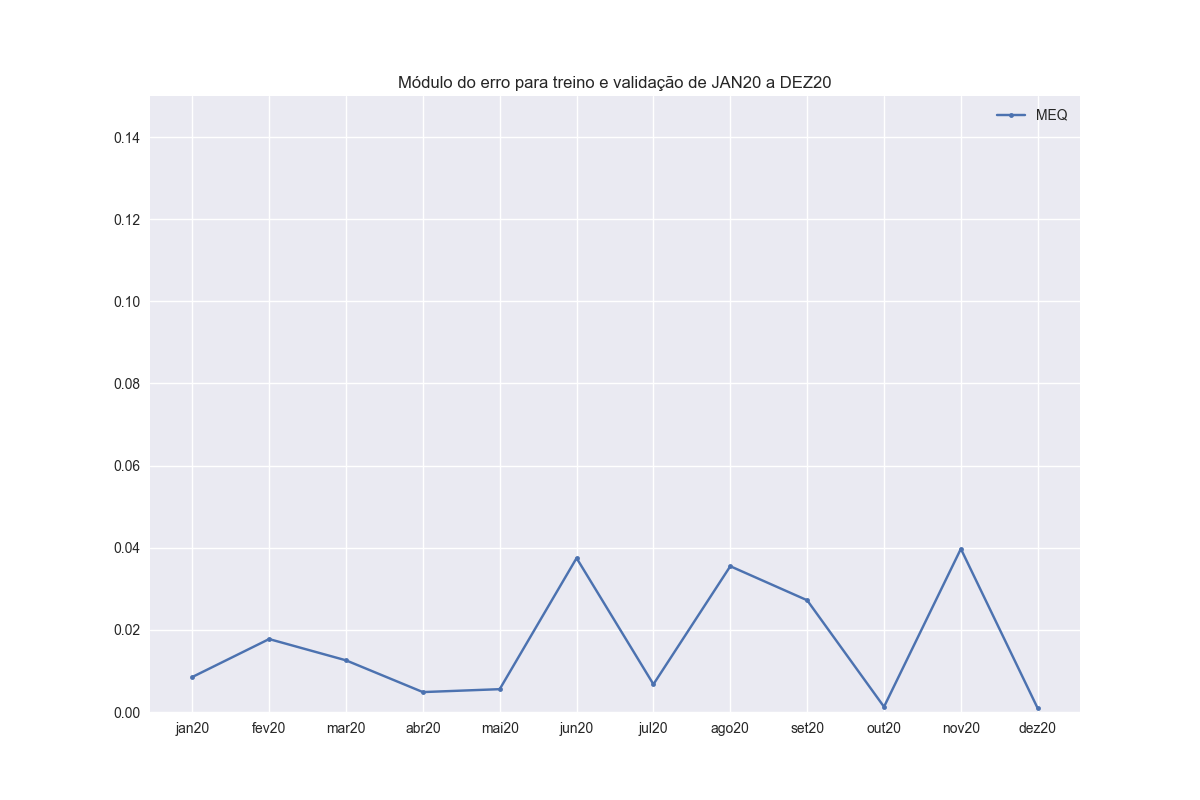 Módulo do erro para treino e validação de JAN20 a DEZ20
MEQ
0.14
0.12
0.10
0.08
0.06
0.04
0.02
0.00
jan20 fev20 mar20 abr20 mai20 jun20 jul20 ago20 set20 out20 nov20 dez20